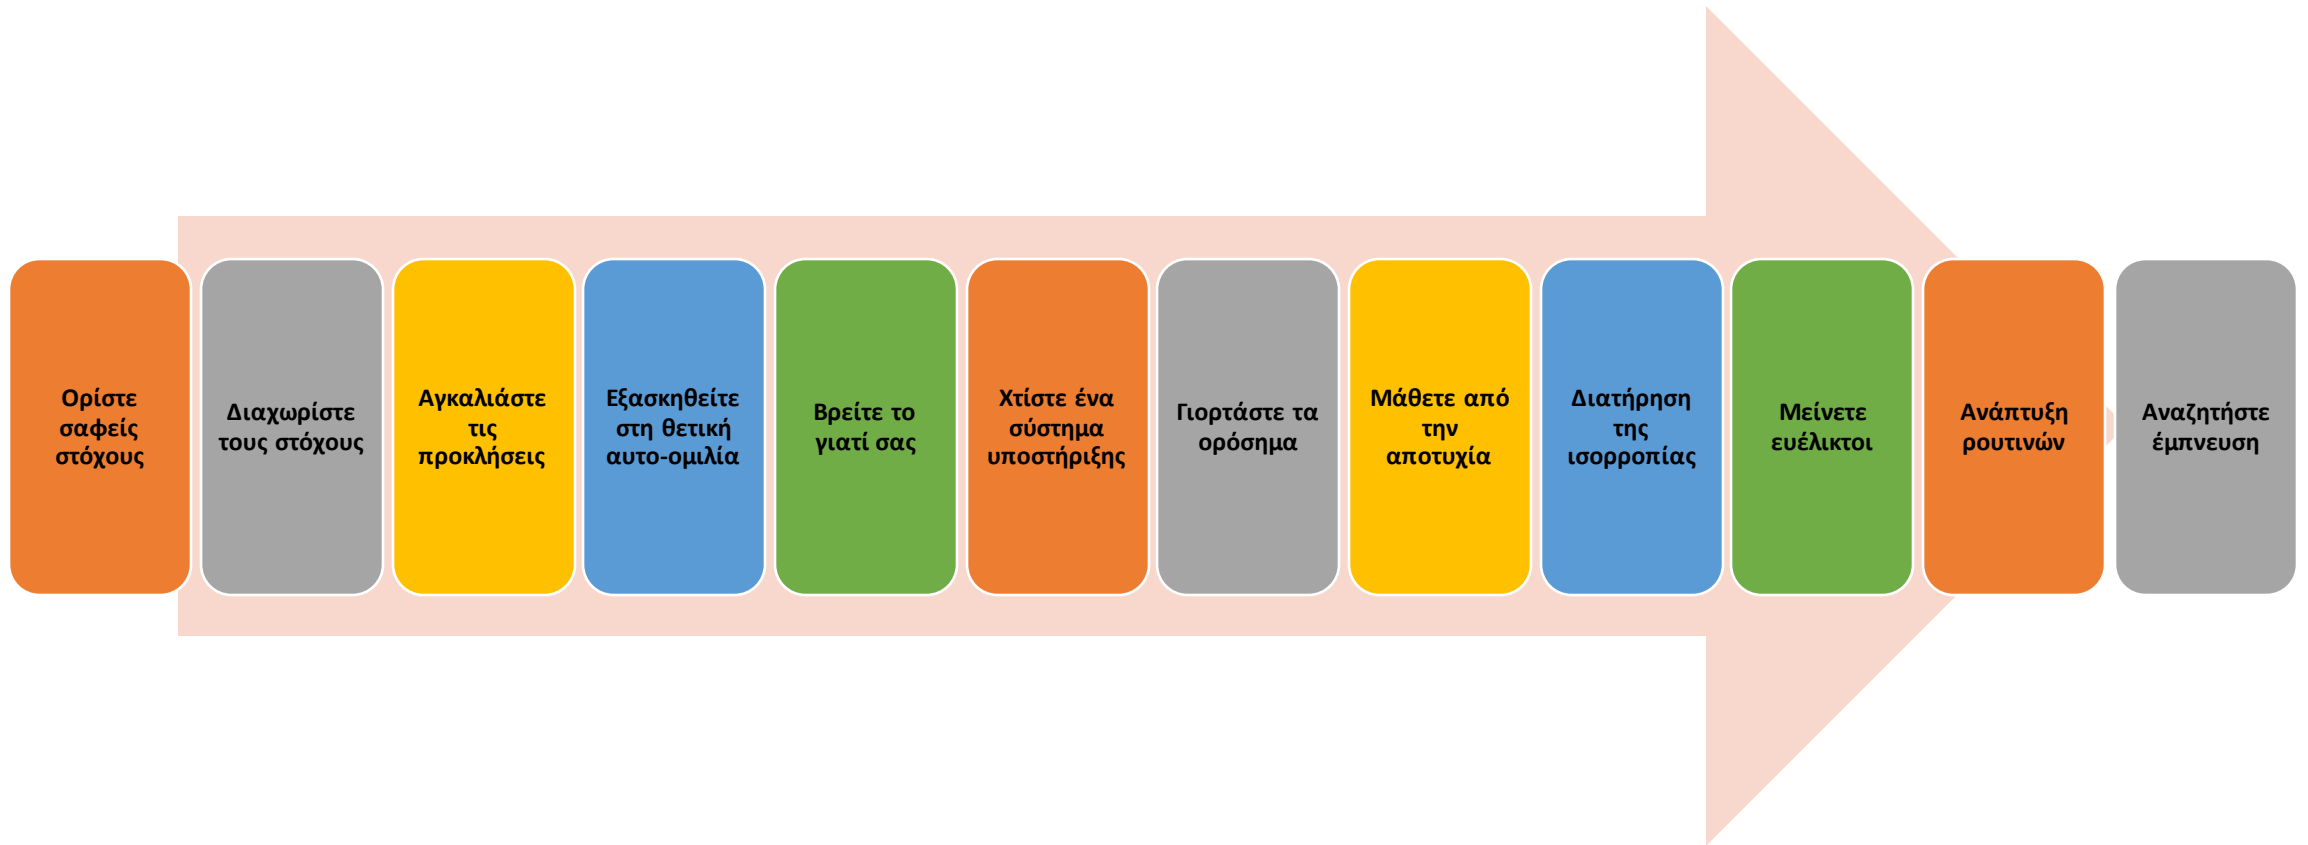 Ορίστε
σαφείς
στόχους
Διαχωρίστε
τους στόχους
Αγκαλιάστε
τις
προκλήσεις
Εξασκηθείτε
στη θετική
αυτο-ομιλία
Βρείτε το
γιατί σας
Χτίστε ένα
σύστημα
υποστήριξης
Γιορτάστε τα
ορόσημα
Μάθετε από
την
αποτυχία
Διατήρηση
της
ισορροπίας
Μείνετε
ευέλικτοι
Ανάπτυξη
ρουτινών
Αναζητήστε
έμπνευση